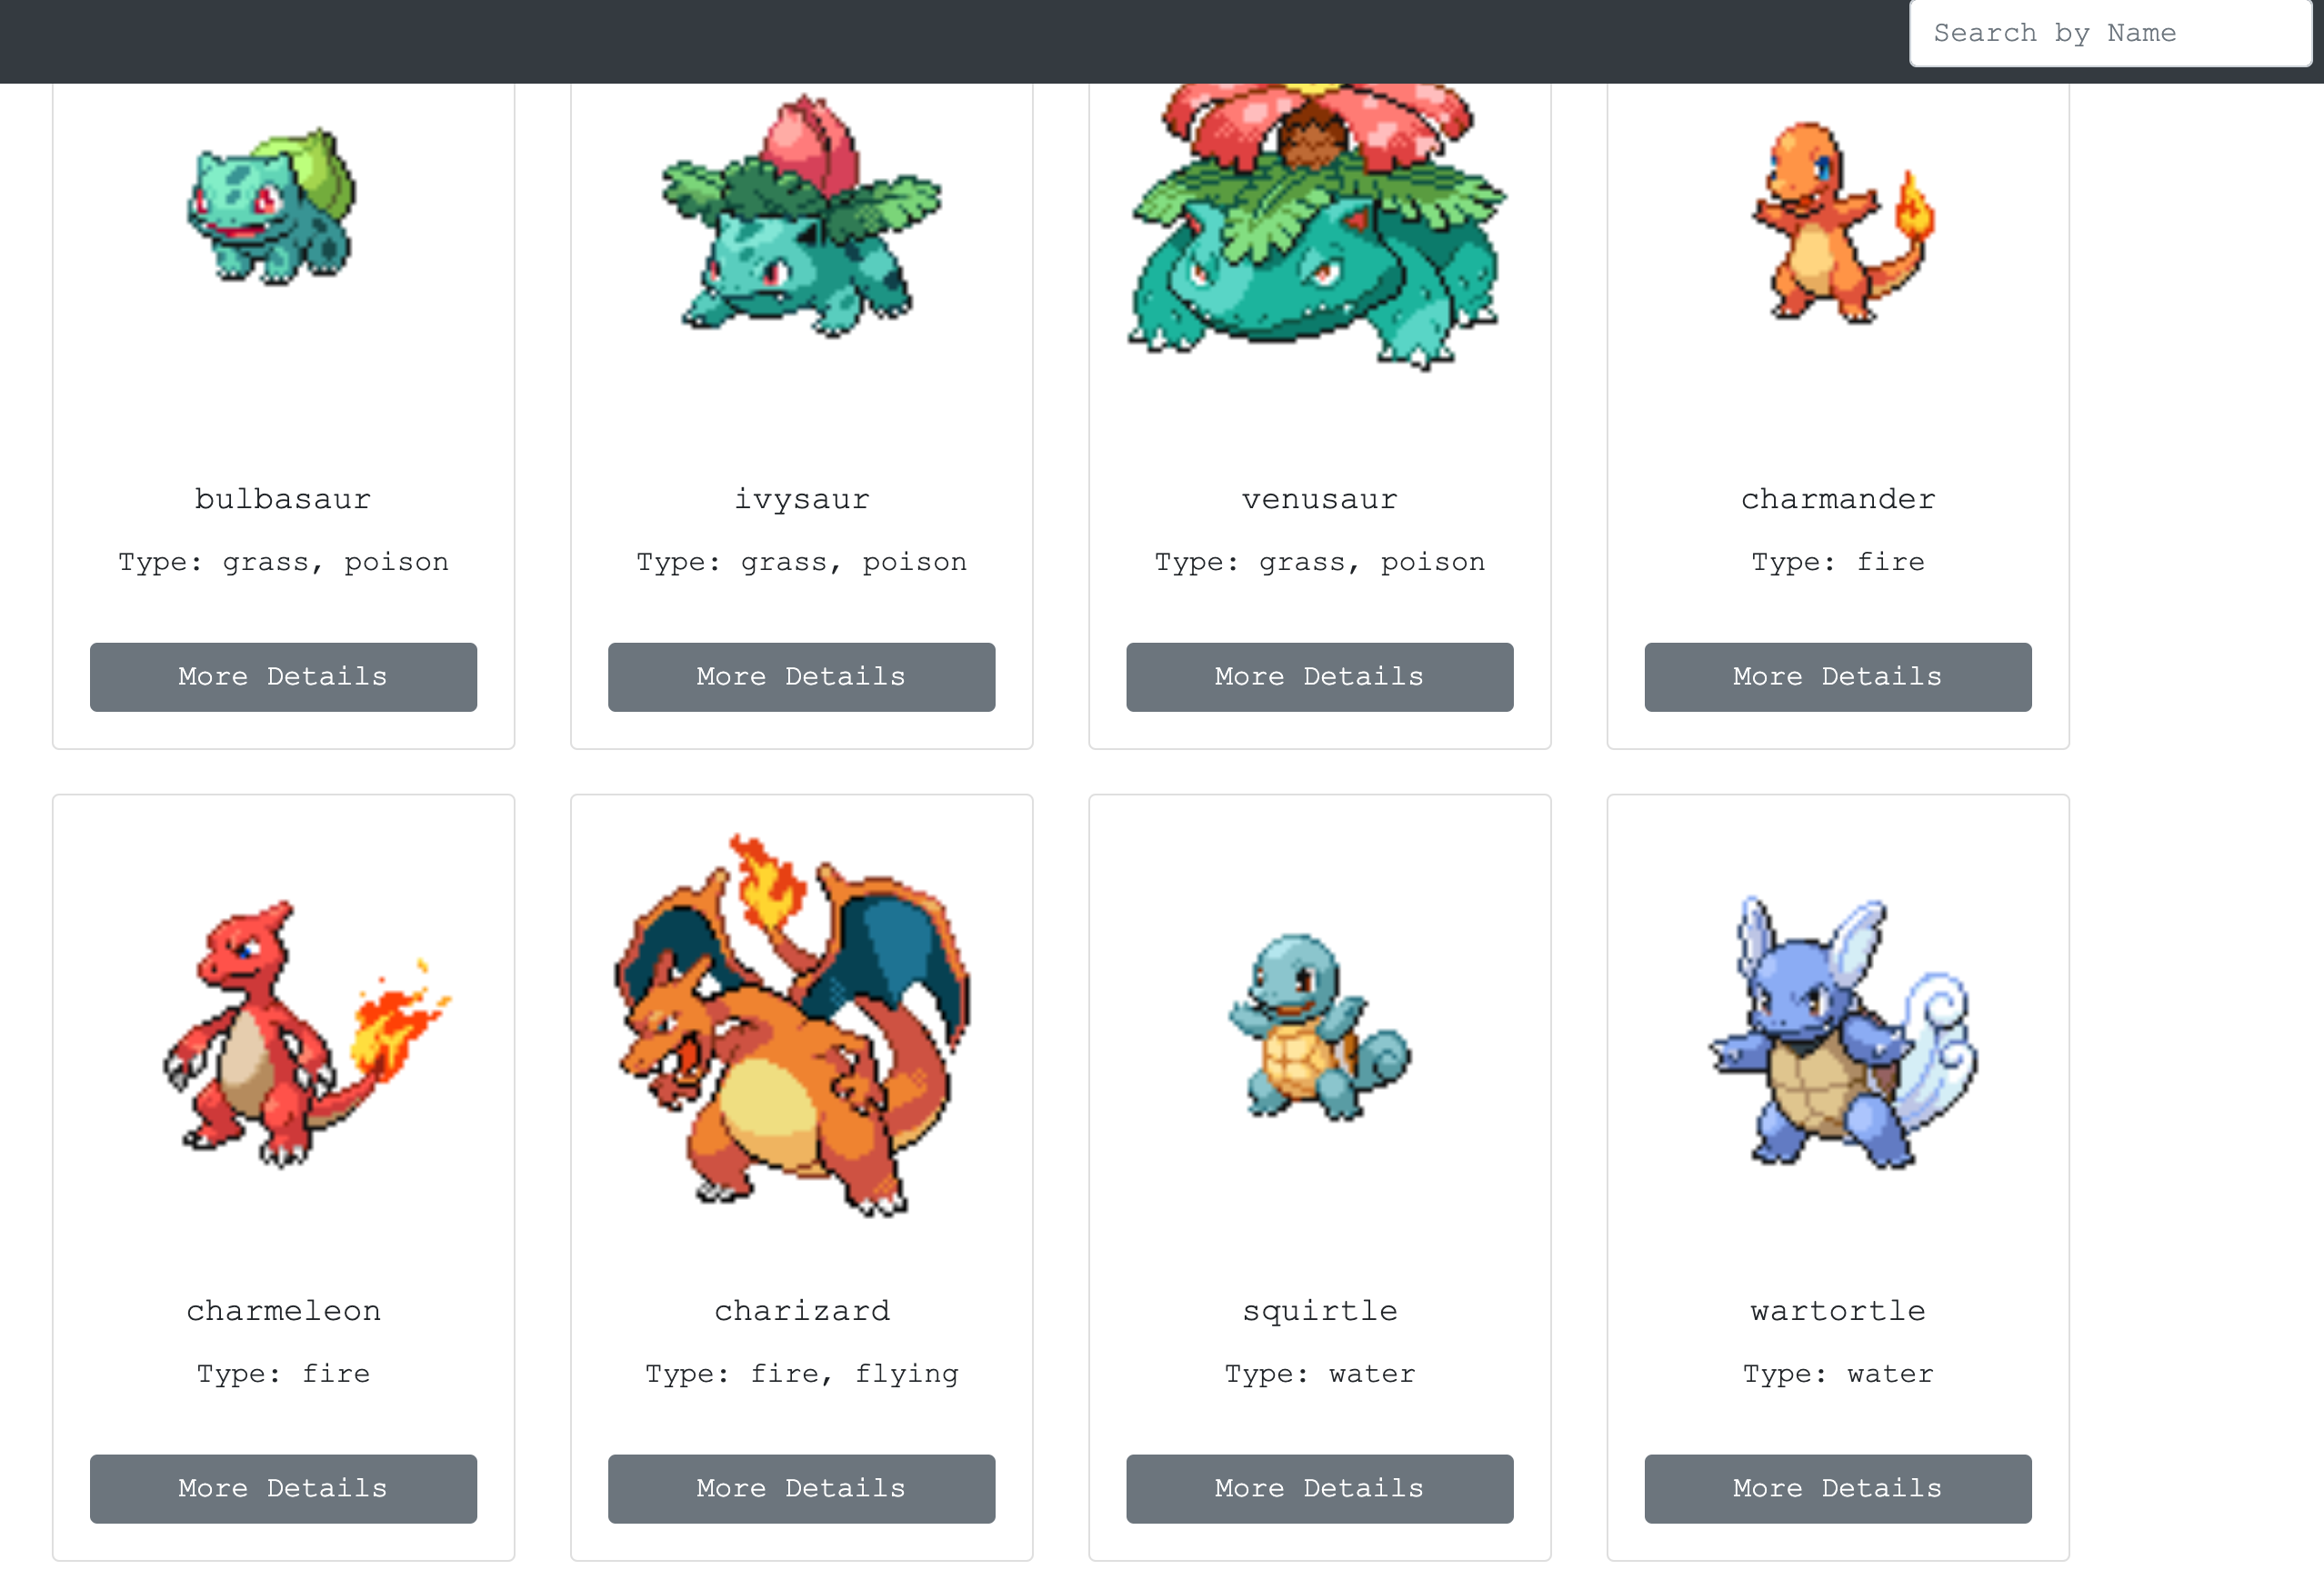 Search by Name
bulbasaur
Type: grass, poison
More Details
ivysaur
Type: grass, poison
More Details
venusaur
Type: grass, poison
More Details
charmander
Type: fire
More Details
charmeleon
Type: fire
More Details
charizard
Type: fire, flying
More Details
squirtle
Type: water
More Details
wartortle
Type: water
More Details